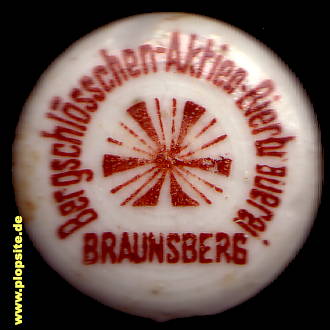 Bergschlösschen-Aktien-Bierbrauerei
BRAUNSBERG
www.plopsite.de